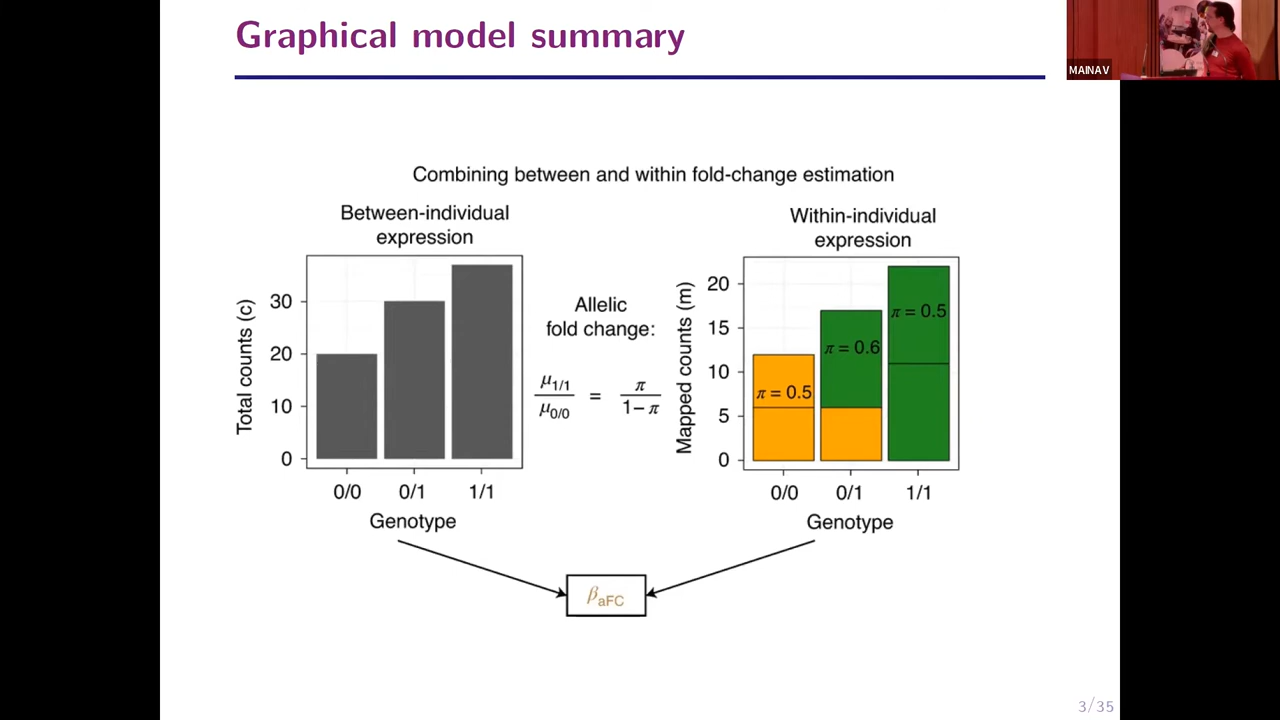 Graphical model summary
MAINAV
Combining between and within fold-change estimation
Between-individual
expression
Total counts (c)
30
20
10
0
0/0 0/1 1/1
Genotype
Allelic
fold change:
μ1/1 / μ0/0 = π / 1−π
Within-individual
expression
Mapped counts (m)
20
15
10
5
0
π = 0.5
π = 0.6
π = 0.5
0/0 0/1 1/1
Genotype
βaFC
3/35